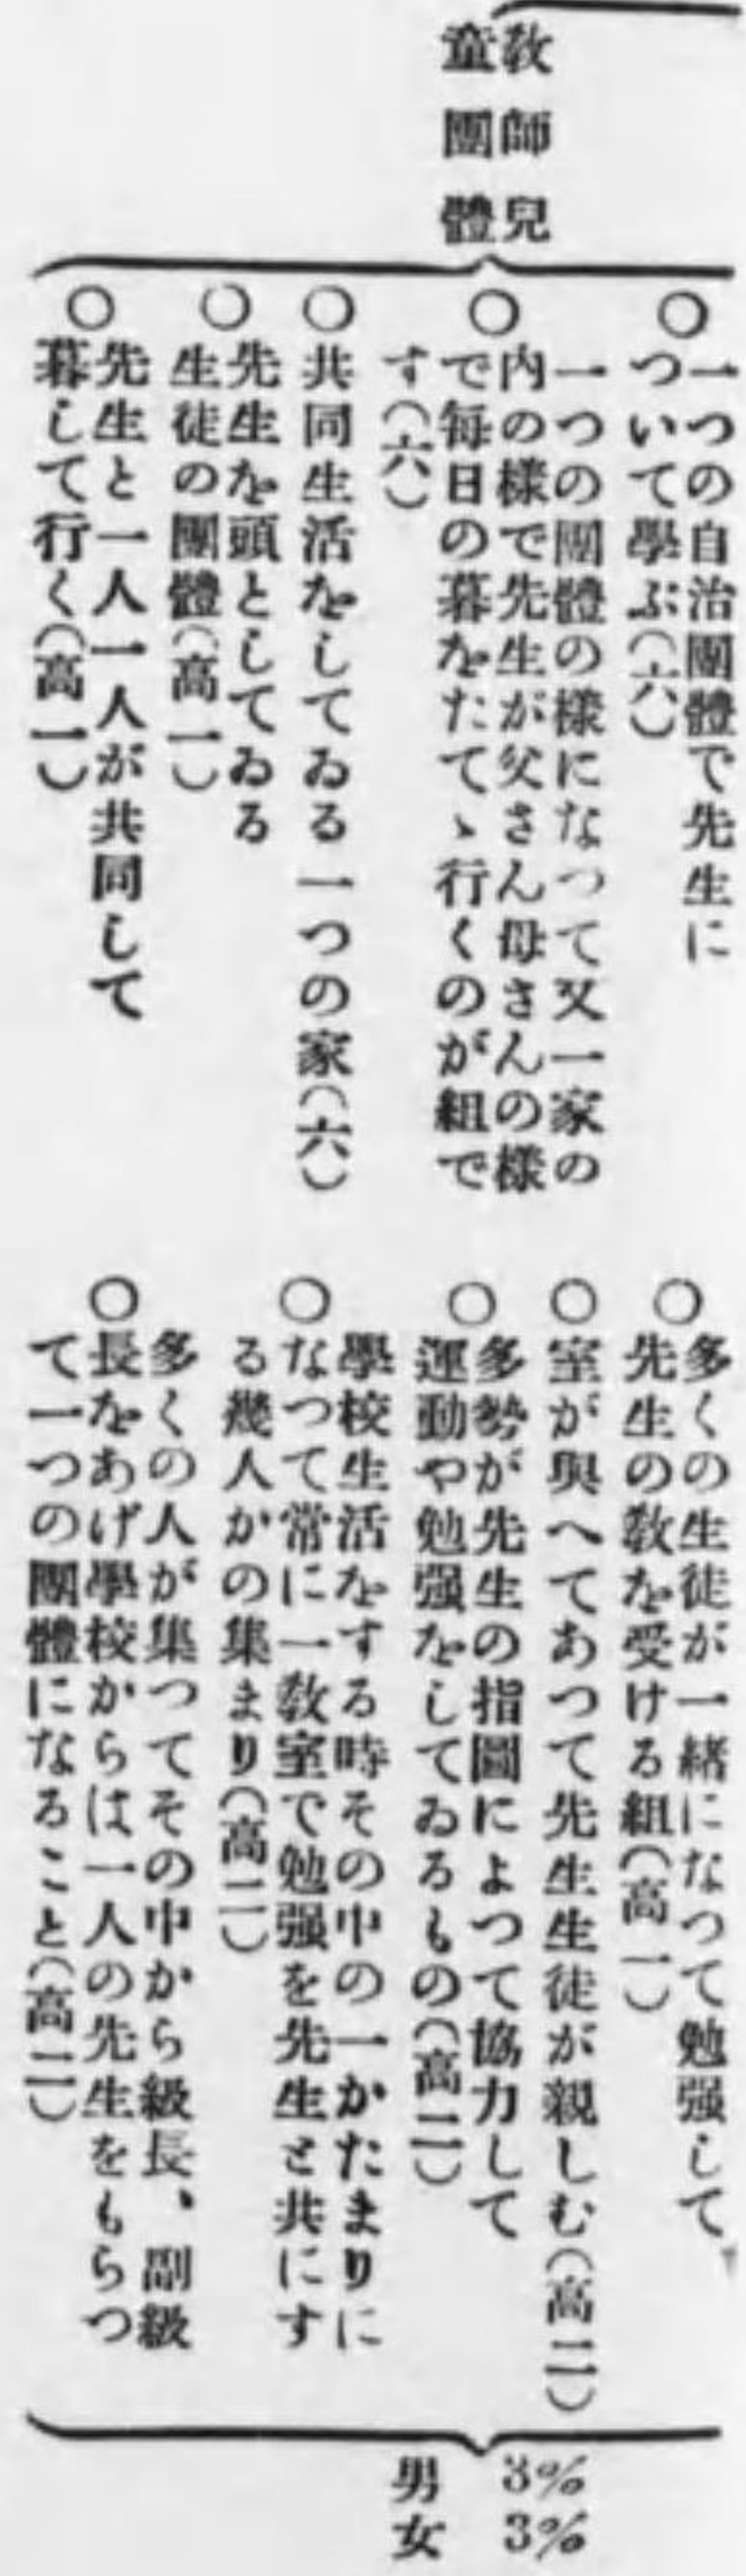 教師兒
童團體
○一つの自治團體で先生に
ついて學ぶ(六)
○一つの團體の樣になつて又一家の
內の樣で先生が父さん母さんの樣
で每日の暮をたてゝ行くのが組で
す(六)
○共同生活をしてゐる一つの家(六)
○先生を頭としてゐる
生徒の團體(高一)
○先生と一人一人が共同して
暮して行く(高一)
○多くの生徒が一緖になつて勉强して
先生の敎を受ける組(高一)
○室が與へてあつて先生生徒が親しむ(高二)
○多勢が先生の指圖によつて協力して
運動や勉强をしてゐるもの(高二)
○學校生活をする時その中の一かたまりに
なつて常に一敎室で勉强を先生と共にす
る幾人かの集まり(高二)
○多くの人が集つてその中から級長、副級
長をあげ學校からは一人の先生をもらつ
て一つの團體になること(高二)
男 3%
女 3%